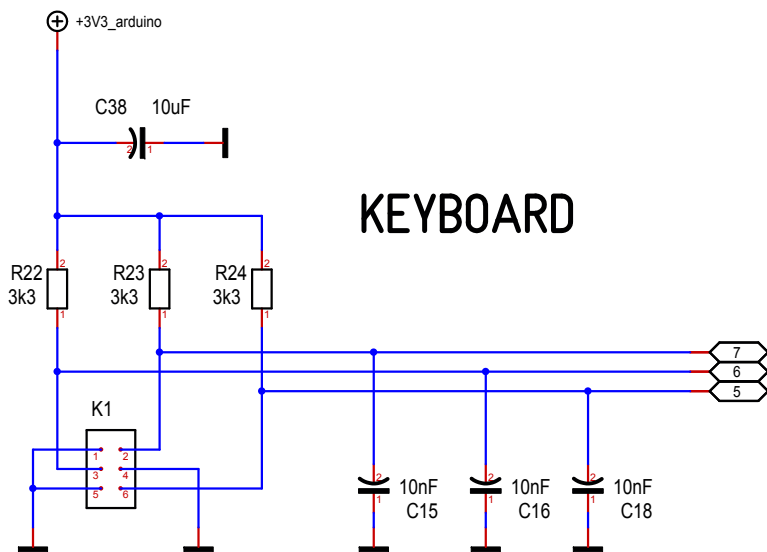 +3V3_arduino
C38 10uF
2 1
KEYBOARD
2 2 2
R22 R23 R24
3k3 3k3 3k3
1 1 1
7
6
5
K1
1 2
3 4
5 6
2 2 2
10nF 10nF 10nF
C15 C16 C18
1 1 1